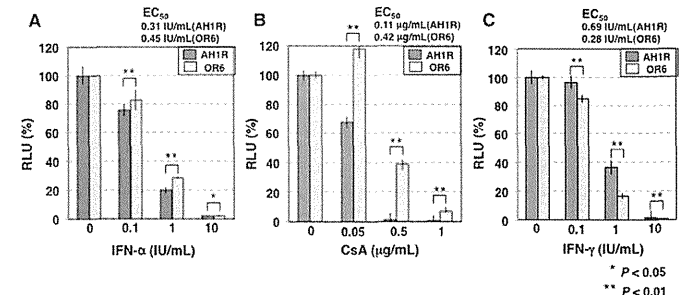 A
EC50
0.31 IU/mL(AH1R)
0.45 IU/mL(OR6)
120
100
80
60
40
20
0
RLU (%)
AH1R
OR6
**
**
*
0 0.1 1 10
IFN-α (IU/mL)
B
EC50
0.11 μg/mL(AH1R)
0.42 μg/mL(OR6)
120
100
80
60
40
20
0
RLU (%)
AH1R
OR6
**
**
**
0 0.05 0.5 1
CsA (μg/mL)
C
EC50
0.69 IU/mL(AH1R)
0.28 IU/mL(OR6)
120
100
80
60
40
20
0
RLU (%)
AH1R
OR6
**
**
**
0 0.1 1 10
IFN-γ (IU/mL)
* P < 0.05
** P < 0.01